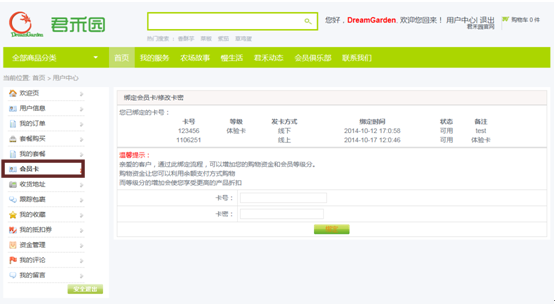 DreamGarden
君禾园
您好，DreamGarden, 欢迎您回来！ 用户中心| 退出
君禾园官网
购物车 0 件
热门搜索：
全部商品分类
首页 我的服务 农场故事 慢生活 君禾动态 会员俱乐部 联系我们
当前位置: 首页 > 用户中心
欢迎页
用户信息
我的订单
套餐购买
我的套餐
会员卡
收货地址
跟踪包裹
我的收藏
我的抵扣券
资金管理
我的评论
我的留言
安全退出
绑定会员卡/修改卡密
您已绑定的卡号：
卡号 等级 发卡方式 绑定时间 状态 备注
123456 体验卡 线下 2014-10-12 17:0:58 可用 test
1106251 线上 2014-10-17 12:0:46 可用 体验卡
温馨提示：
亲爱的客户，通过此绑定流程，可以增加您的购物资金和会员等级分。
购物资金让您可以利用余额支付方式购物
而等级分的增加会使您享受更高的产品折扣
卡号：
卡密：